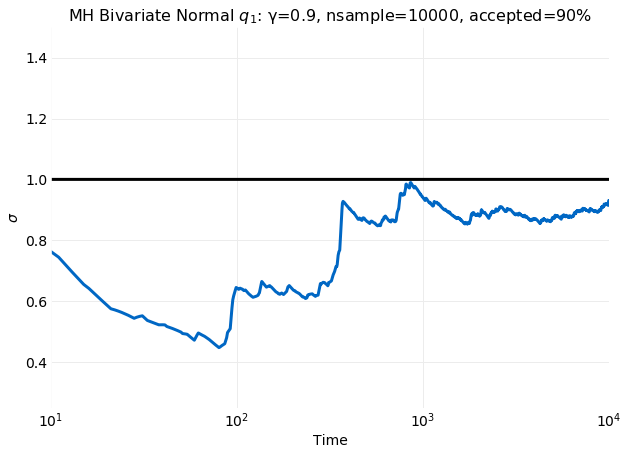 MH Bivariate Normal q₁: γ=0.9, nsample=10000, accepted=90%
1.4
1.2
1.0
σ
0.8
0.6
0.4
10¹ 10² 10³ 10⁴
Time